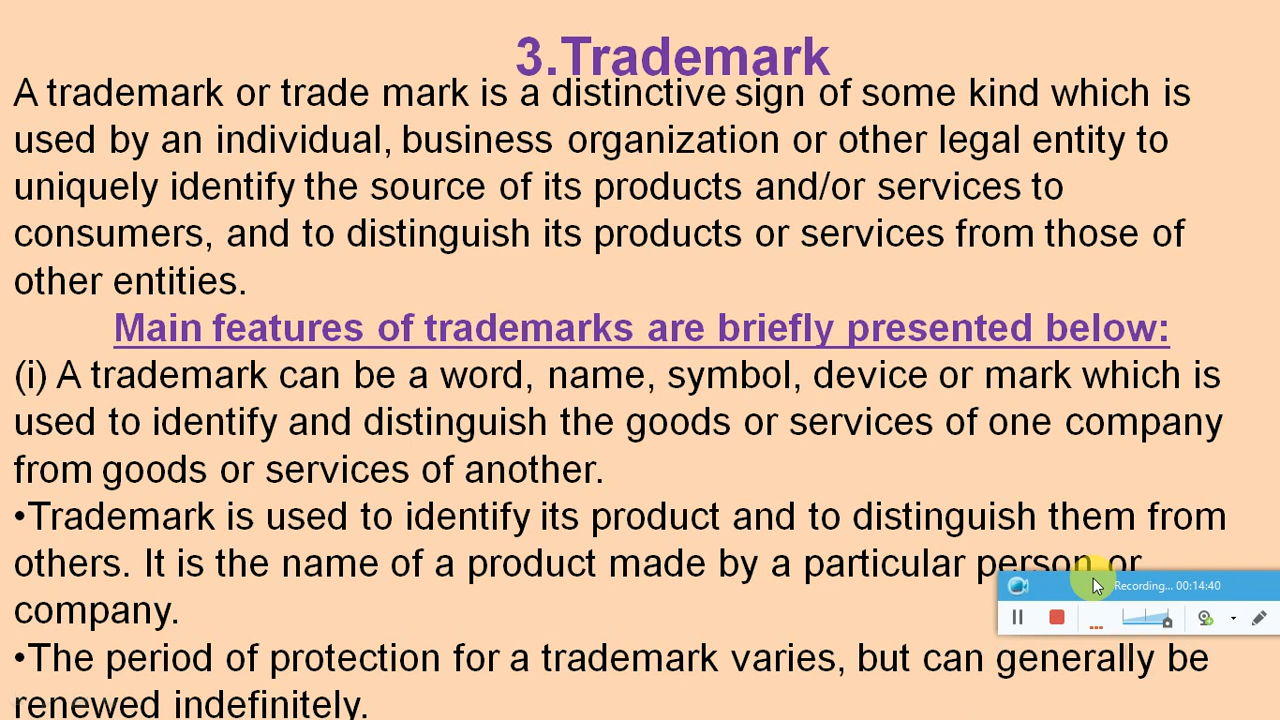 3.Trademark
A trademark or trade mark is a distinctive sign of some kind which is
used by an individual, business organization or other legal entity to
uniquely identify the source of its products and/or services to
consumers, and to distinguish its products or services from those of
other entities.
Main features of trademarks are briefly presented below:
(i) A trademark can be a word, name, symbol, device or mark which is
used to identify and distinguish the goods or services of one company
from goods or services of another.
•Trademark is used to identify its product and to distinguish them from
others. It is the name of a product made by a particular person or
company.
Recording... 00:14:40
•The period of protection for a trademark varies, but can generally be
renewed indefinitely.